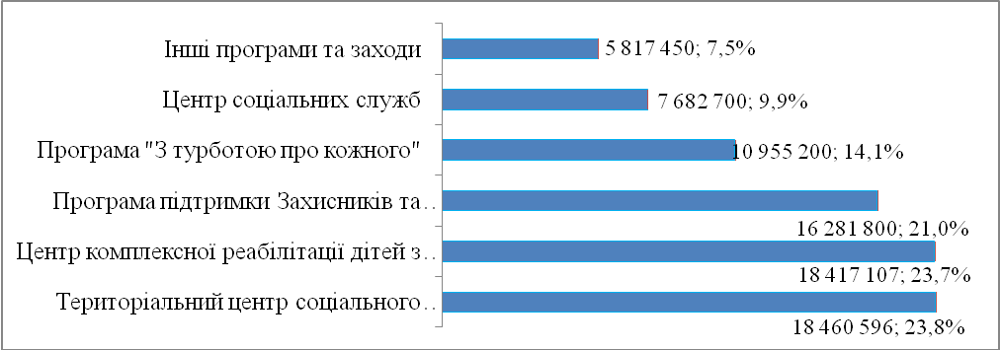 Інші програми та заходи 5 817 450; 7,5%
Центр соціальних служб 7 682 700; 9,9%
Програма "З турботою про кожного" 10 955 200; 14,1%
Програма підтримки Захисників та .. 16 281 800; 21,0%
Центр комплексної реабілітації дітей з .. 18 417 107; 23,7%
Територіальний центр соціального .. 18 460 596; 23,8%